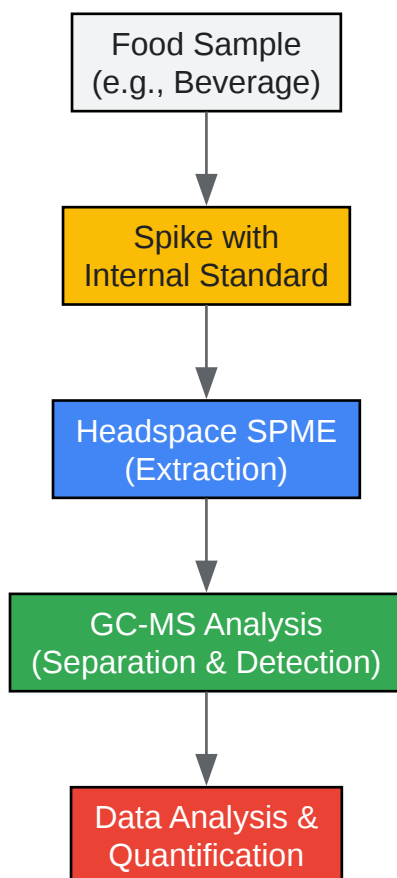 Food Sample
(e.g., Beverage)
Spike with
Internal Standard
Headspace SPME
(Extraction)
GC-MS Analysis
(Separation & Detection)
Data Analysis &
Quantification